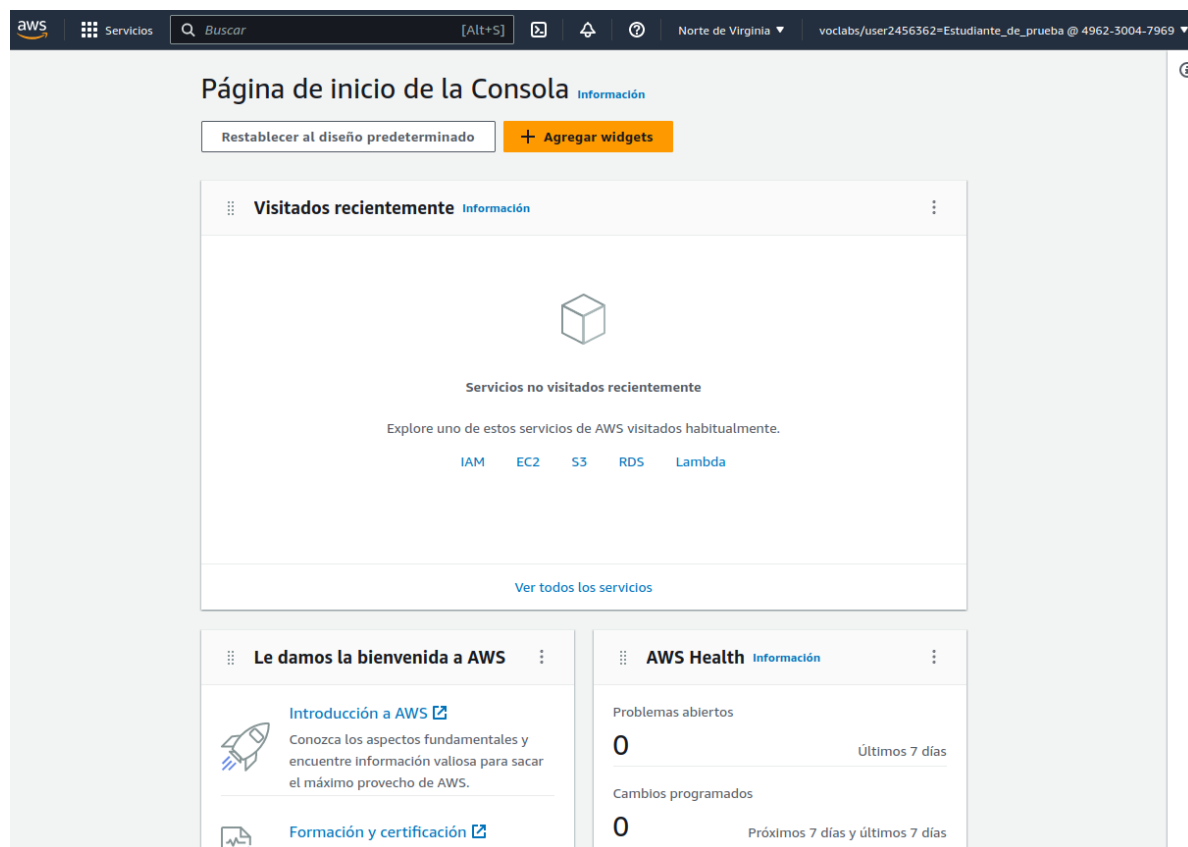 aws
Servicios
Buscar [Alt+S]
Norte de Virginia
voclabs/user2456362=Estudiante_de_prueba @ 4962-3004-7969
Página de inicio de la Consola Información
Restablecer al diseño predeterminado
Agregar widgets
Visitados recientemente Información
Servicios no visitados recientemente
Explore uno de estos servicios de AWS visitados habitualmente.
IAM EC2 S3 RDS Lambda
Ver todos los servicios
Le damos la bienvenida a AWS
Introducción a AWS
Conozca los aspectos fundamentales y
encuentre información valiosa para sacar
el máximo provecho de AWS.
Formación y certificación
AWS Health Información
Problemas abiertos
0 Últimos 7 días
Cambios programados
0 Próximos 7 días y últimos 7 días